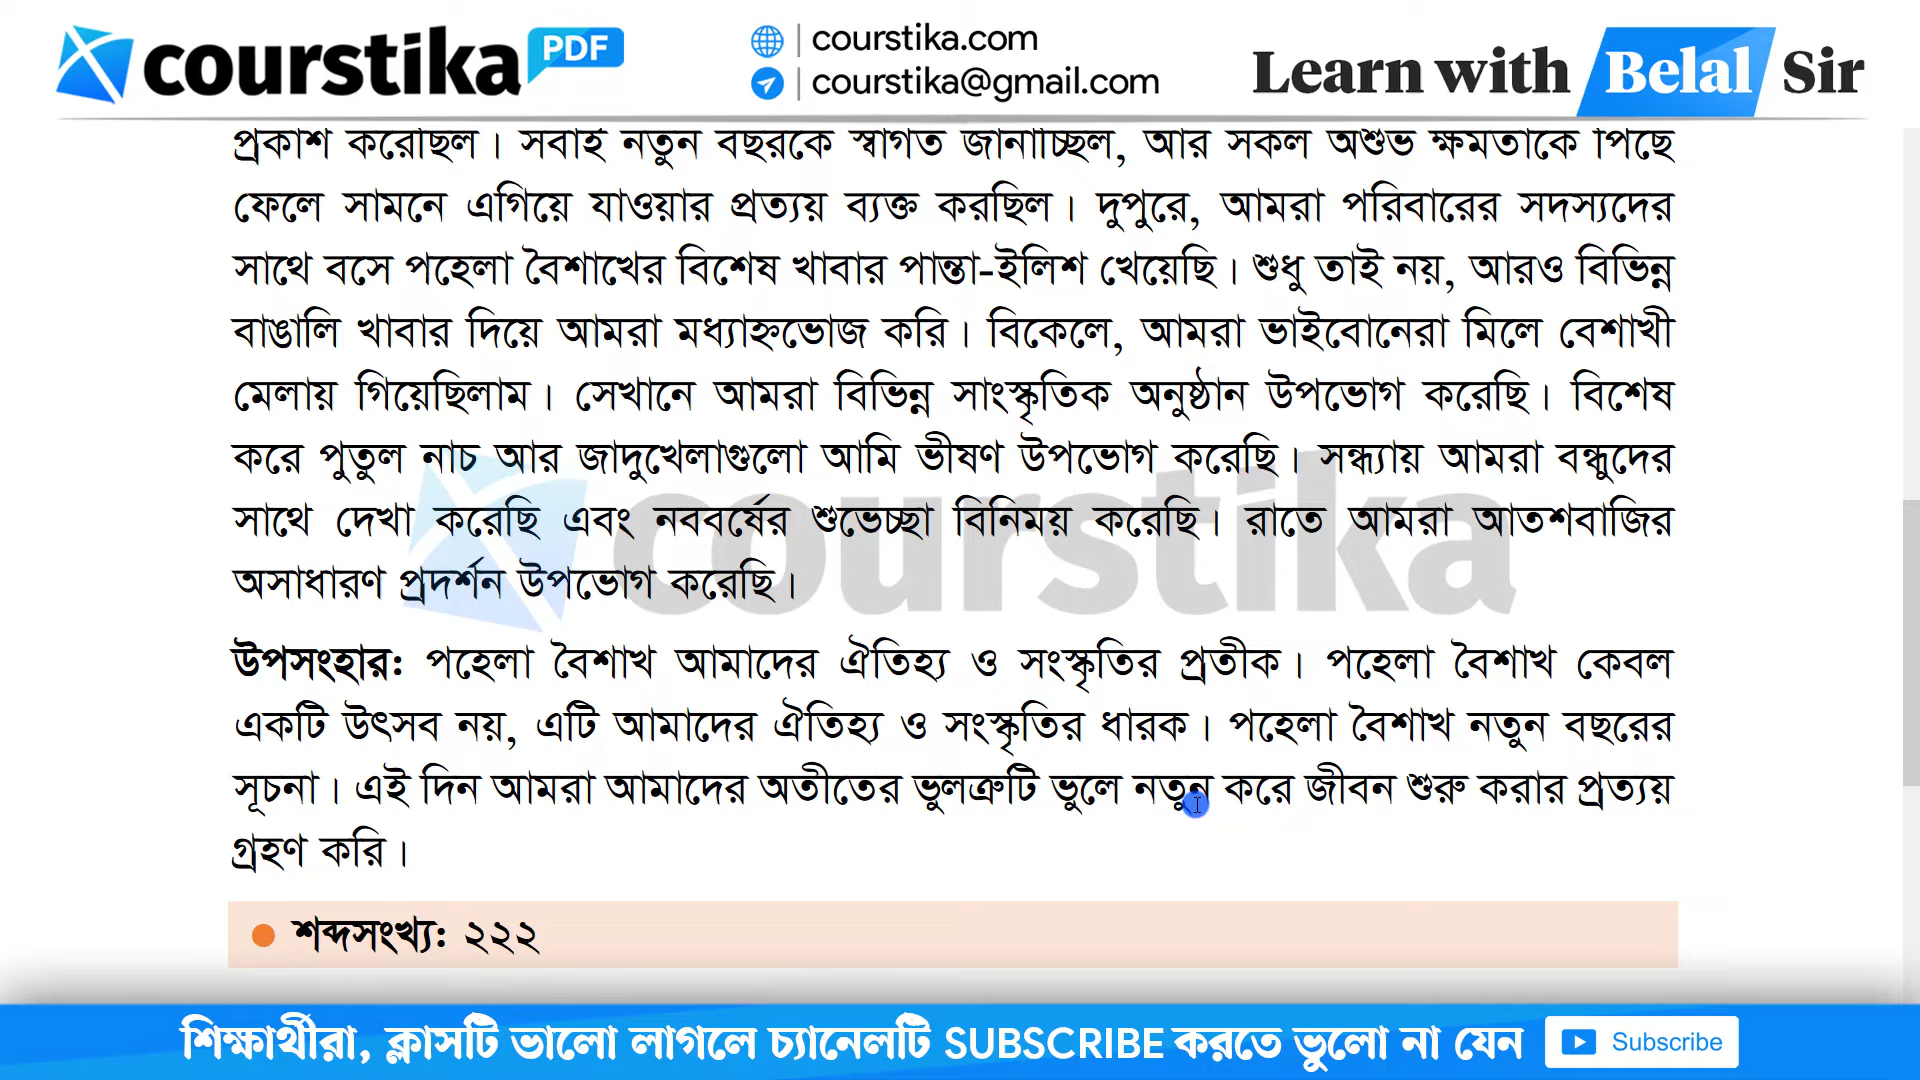 courstika PDF
courstika.com
courstika@gmail.com
Learn with Belal Sir
প্রকাশ করেছিল। সবাই নতুন বছরকে স্বাগত জানাচ্ছিল, আর সকল অশুভ ক্ষমতাকে পিছে
ফেলে সামনে এগিয়ে যাওয়ার প্রত্যয় ব্যক্ত করছিল। দুপুরে, আমরা পরিবারের সদস্যদের
সাথে বসে পহেলা বৈশাখের বিশেষ খাবার পান্তা-ইলিশ খেয়েছি। শুধু তাই নয়, আরও বিভিন্ন
বাঙালি খাবার দিয়ে আমরা মধ্যাহ্নভোজ করি। বিকেলে, আমরা ভাইবোনেরা মিলে বেশাখী
মেলায় গিয়েছিলাম। সেখানে আমরা বিভিন্ন সাংস্কৃতিক অনুষ্ঠান উপভোগ করেছি। বিশেষ
করে পুতুল নাচ আর জাদুখেলাগুলো আমি ভীষণ উপভোগ করেছি। সন্ধ্যায় আমরা বন্ধুদের
সাথে দেখা করেছি এবং নববর্ষের শুভেচ্ছা বিনিময় করেছি। রাতে আমরা আতশবাজির
অসাধারণ প্রদর্শন উপভোগ করেছি।
courstika
উপসংহার: পহেলা বৈশাখ আমাদের ঐতিহ্য ও সংস্কৃতির প্রতীক। পহেলা বৈশাখ কেবল
একটি উৎসব নয়, এটি আমাদের ঐতিহ্য ও সংস্কৃতির ধারক। পহেলা বৈশাখ নতুন বছরের
সূচনা। এই দিন আমরা আমাদের অতীতের ভুলত্রুটি ভুলে নতুন করে জীবন শুরু করার প্রত্যয়
গ্রহণ করি।
শব্দসংখ্য: ২২২
শিক্ষার্থীরা, ক্লাসটি ভালো লাগলে চ্যানেলটি SUBSCRIBE করতে ভুলো না যেন
Subscribe